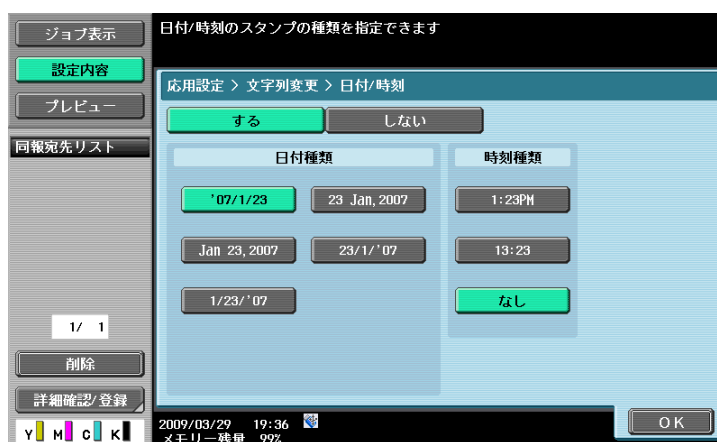 日付/時刻のスタンプの種類を指定できます
ジョブ表示
設定内容
プレビュー
同報宛先リスト
1/ 1
削除
詳細確認/登録
Y M C K
応用設定 > 文字列変更 > 日付/時刻
する しない
日付種類 時刻種類
'07/1/23 23 Jan,2007 1:23PM
Jan 23,2007 23/1/'07 13:23
1/23/'07 なし
2009/03/29 19:36
メモリー残量 99%
OK